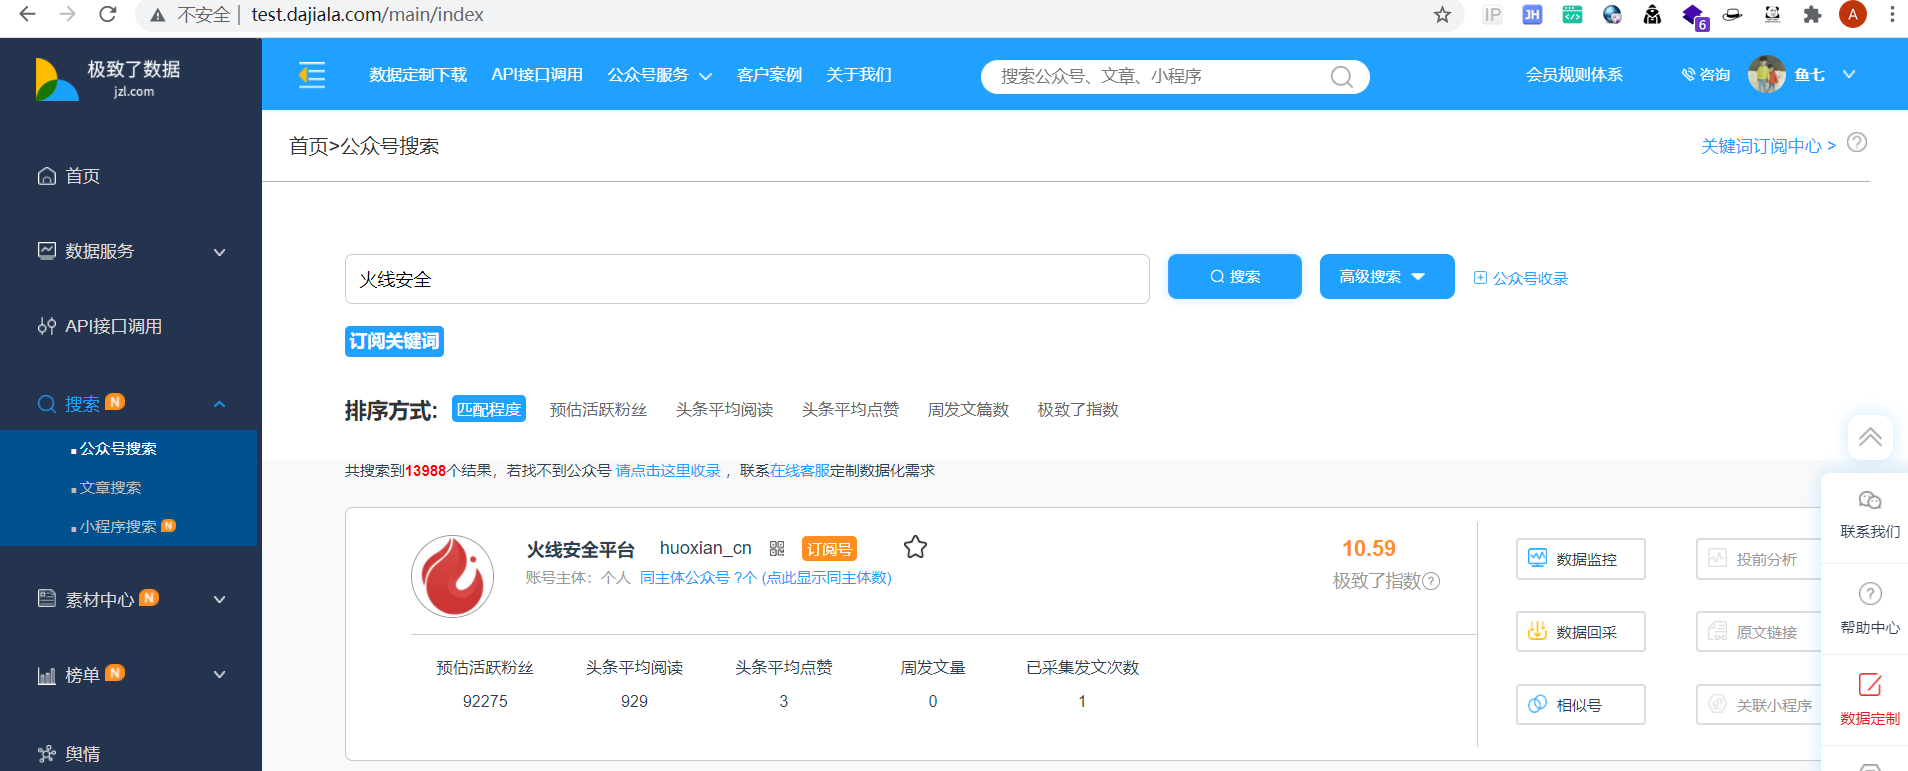 不安全 | test.dajiala.com/main/index
IP JH 6 A
极致了数据
jzl.com
数据定制下载 API接口调用 公众号服务 客户案例 关于我们 搜索公众号、文章、小程序 会员规则体系 咨询 鱼七
首页>公众号搜索 关键词订阅中心 > ?
首页
数据服务
API接口调用
搜索 N
公众号搜索
文章搜索
小程序搜索 N
素材中心 N
榜单 N
舆情
火线安全 搜索 高级搜索 公众号收录
订阅关键词
排序方式: 匹配程度 预估活跃粉丝 头条平均阅读 头条平均点赞 周发文篇数 极致了指数
共搜索到13988个结果，若找不到公众号 请点击这里收录 ，联系在线客服定制数据化需求
火线安全平台 huoxian_cn 订阅号 10.59
账号主体：个人 同主体公众号 ?个 (点此显示同主体数) 极致了指数?
预估活跃粉丝 头条平均阅读 头条平均点赞 周发文量 已采集发文次数
92275 929 3 0 1
数据监控 投前分析
数据回采 原文链接
相似号 关联小程序
联系我们
?
帮助中心
数据定制